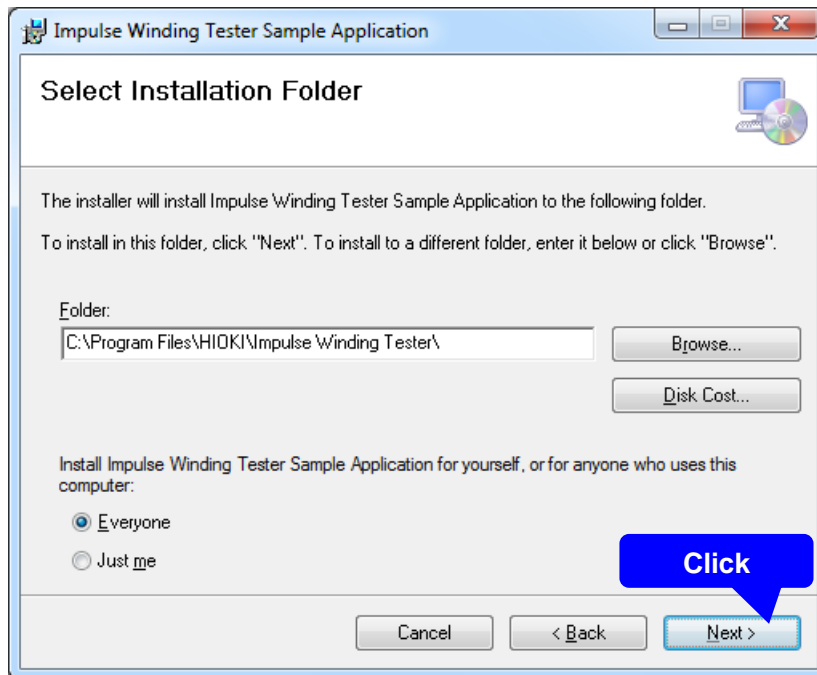 Impulse Winding Tester Sample Application
Select Installation Folder
The installer will install Impulse Winding Tester Sample Application to the following folder.
To install in this folder, click "Next". To install to a different folder, enter it below or click "Browse".
Folder:
C:\Program Files\HIOKI\Impulse Winding Tester\
Browse...
Disk Cost...
Install Impulse Winding Tester Sample Application for yourself, or for anyone who uses this
computer:
Everyone
Just me
Click
Cancel
< Back
Next >